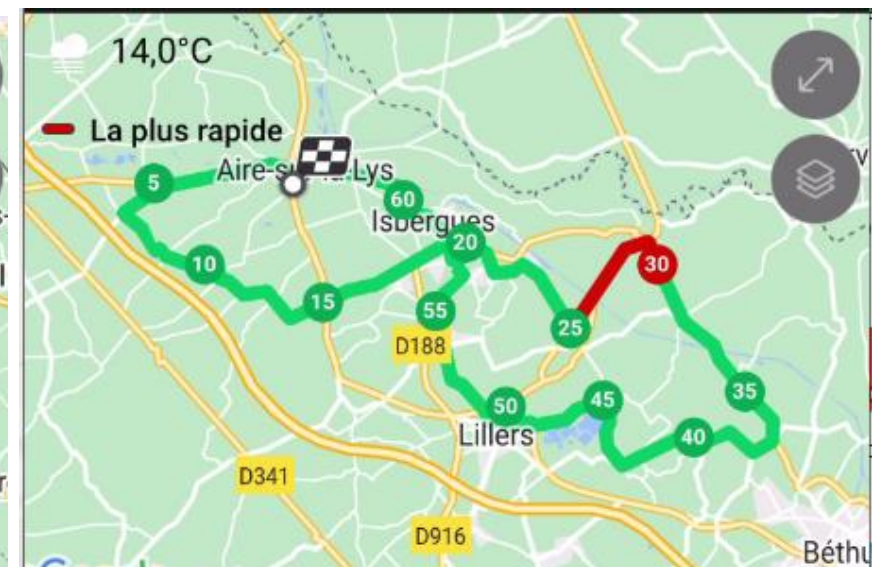 14,0°C
La plus rapide
Aire-sur-la-Lys
5
60
Isbergues
20
10
30
15
55
25
D188
35
50
45
Lillers
40
D341
D916
Béthu